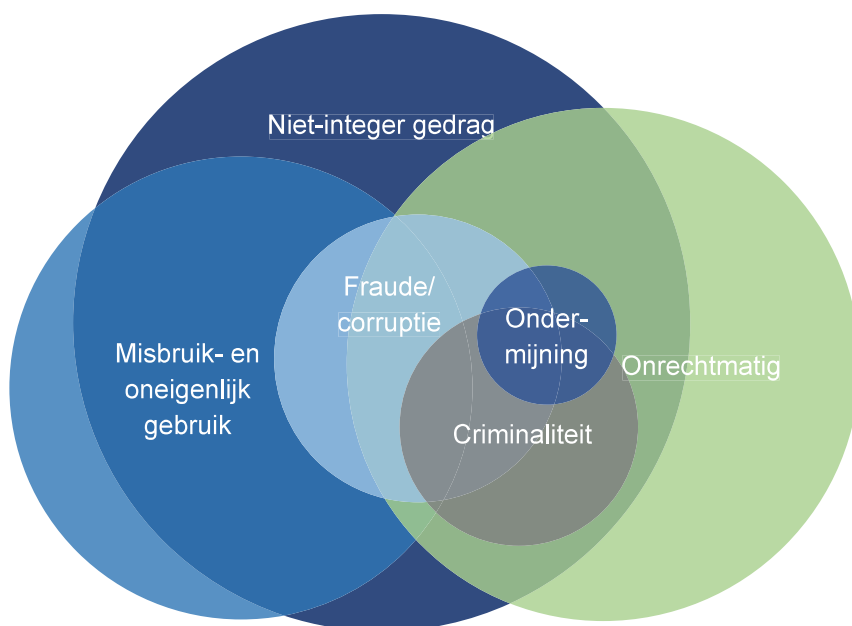 Niet-integer gedrag
Fraude/
corruptie
Onder-
mijning
Misbruik- en
oneigenlijk
gebruik
Onrechtmatig
Criminaliteit